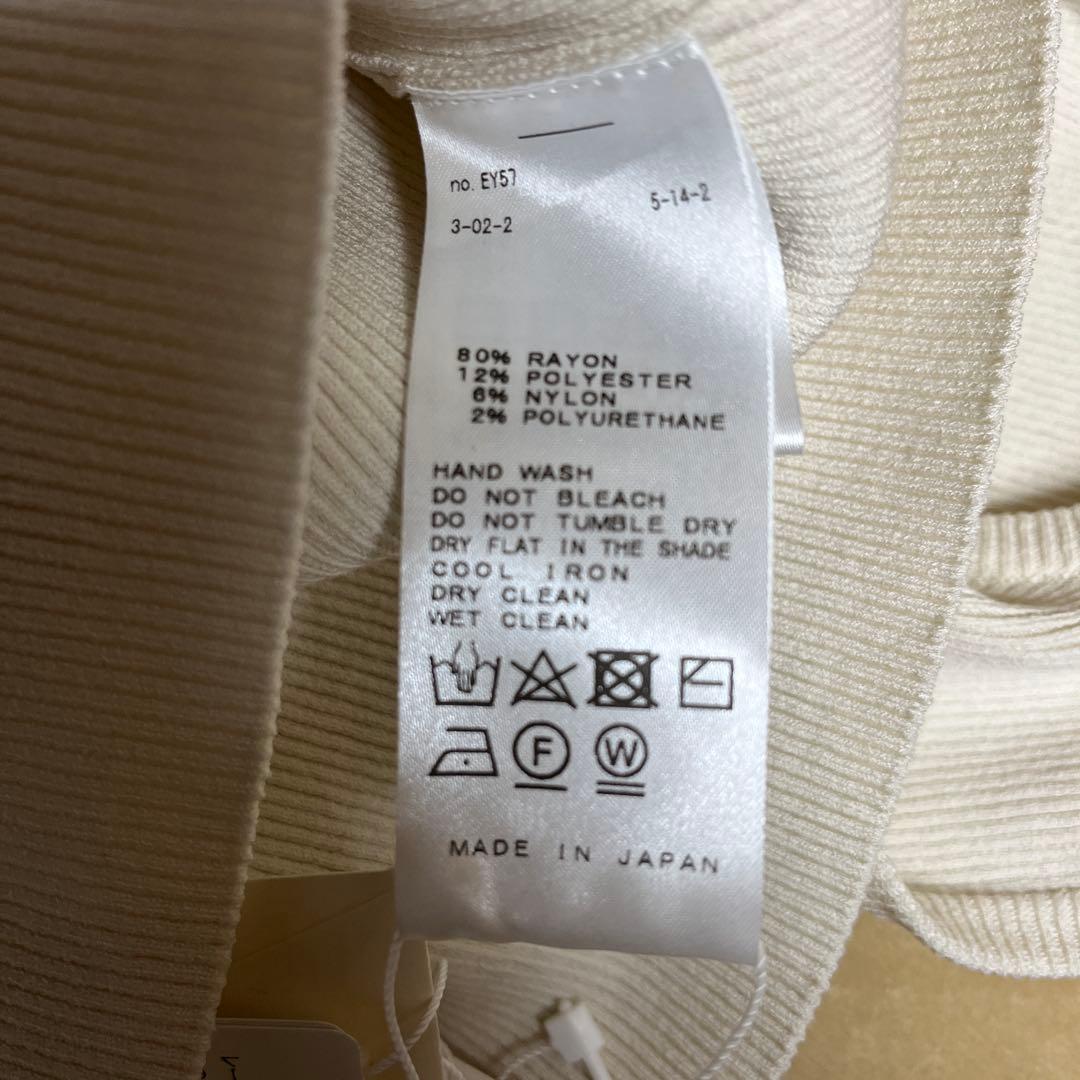 no. EY57
5-14-2
3-02-2
80% RAYON
12% POLYESTER
6% NYLON
2% POLYURETHANE
HAND WASH
DO NOT BLEACH
DO NOT TUMBLE DRY
DRY FLAT IN THE SHADE
COOL IRON
DRY CLEAN
WET CLEAN
F W
MADE IN JAPAN